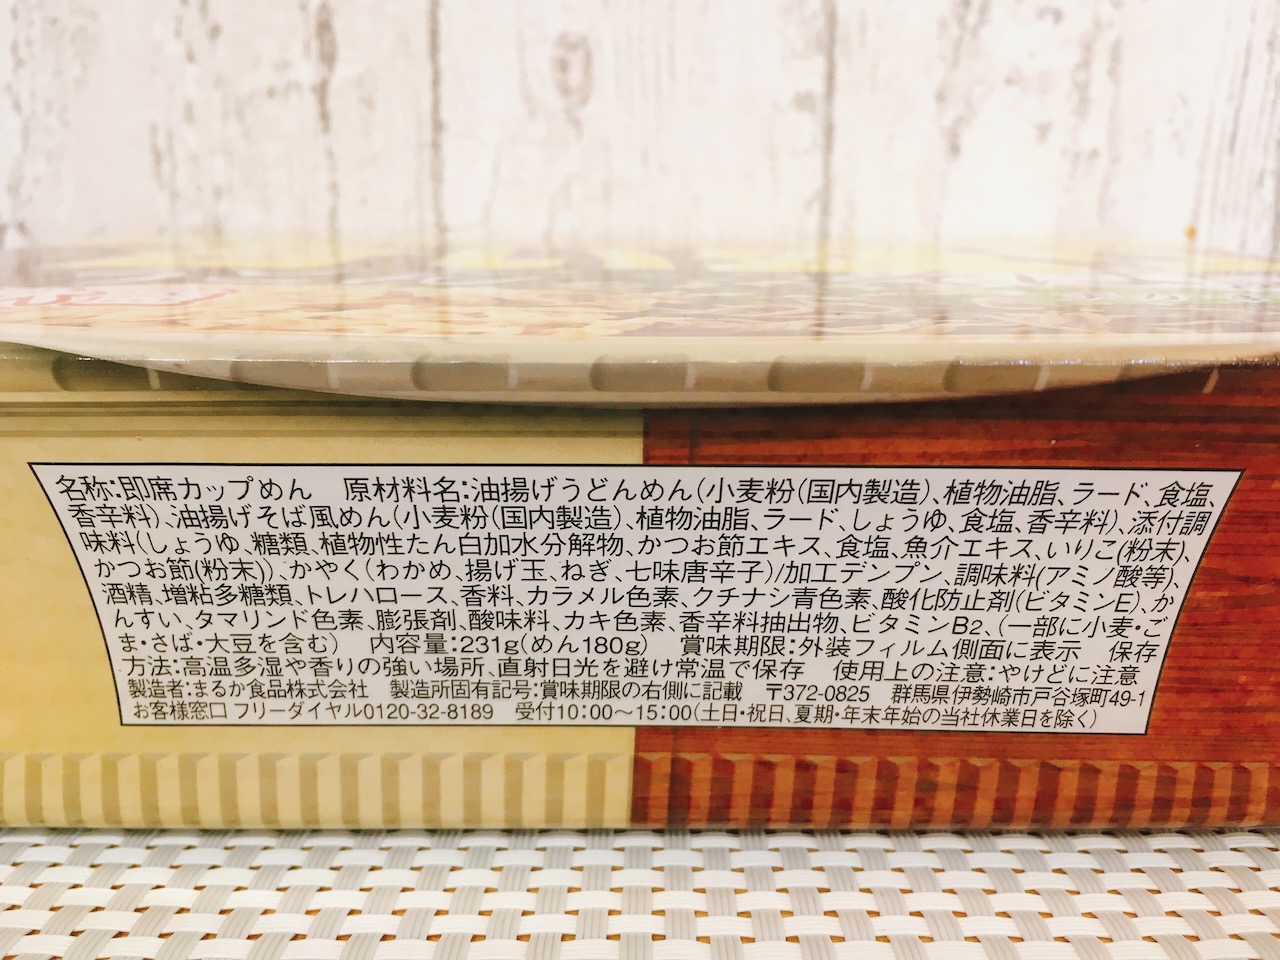 名称:即席カップめん　原材料名:油揚げうどんめん(小麦粉(国内製造)、植物油脂、ラード、食塩、
香辛料)、油揚げそば風めん(小麦粉(国内製造)、植物油脂、ラード、しょうゆ、食塩、香辛料)、添付調
味料(しょうゆ、糖類、植物性たん白加水分解物、かつお節エキス、食塩、魚介エキス、いりこ(粉末)、
かつお節(粉末))、かやく(わかめ、揚げ玉、ねぎ、七味唐辛子)/加工デンプン、調味料(アミノ酸等)、
酒精、増粘多糖類、トレハロース、香料、カラメル色素、クチナシ青色素、酸化防止剤(ビタミンE)、か
んすい、タマリンド色素、膨張剤、酸味料、カキ色素、香辛料抽出物、ビタミンB2、(一部に小麦・ご
ま・さば・大豆を含む)　内容量:231g(めん180g)　賞味期限:外装フィルム側面に表示　保存
方法:高温多湿や香りの強い場所、直射日光を避け常温で保存　使用上の注意:やけどに注意
製造者:まるか食品株式会社　製造所固有記号:賞味期限の右側に記載　〒372-0825　群馬県伊勢崎市戸谷塚町49-1
お客様窓口 フリーダイヤル0120-32-8189　受付10:00〜15:00(土日・祝日、夏期・年末年始の当社休業日を除く)